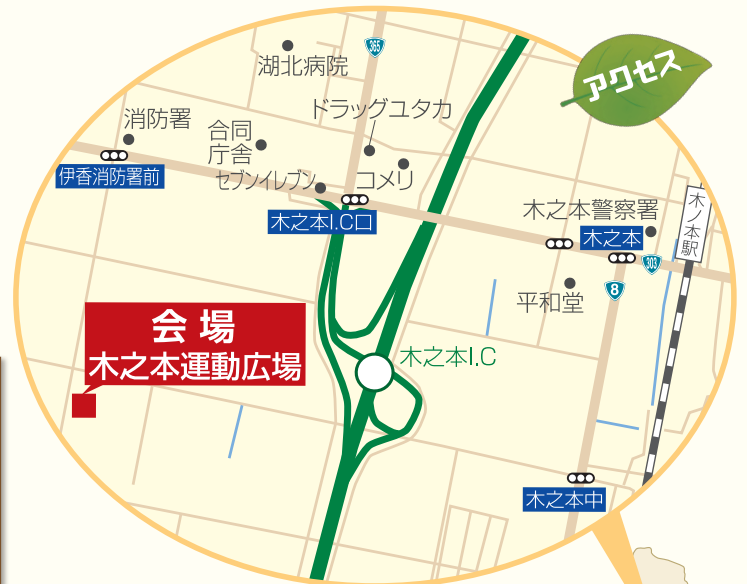 365
アクセス
湖北病院
ドラッグユタカ
消防署
合同
庁舎
伊香消防署前
セブンイレブン
コメリ
木之本I.C口
木之本警察署
木ノ本駅
木之本
303
8
平和堂
会場
木之本運動広場
木之本I.C
木之本中